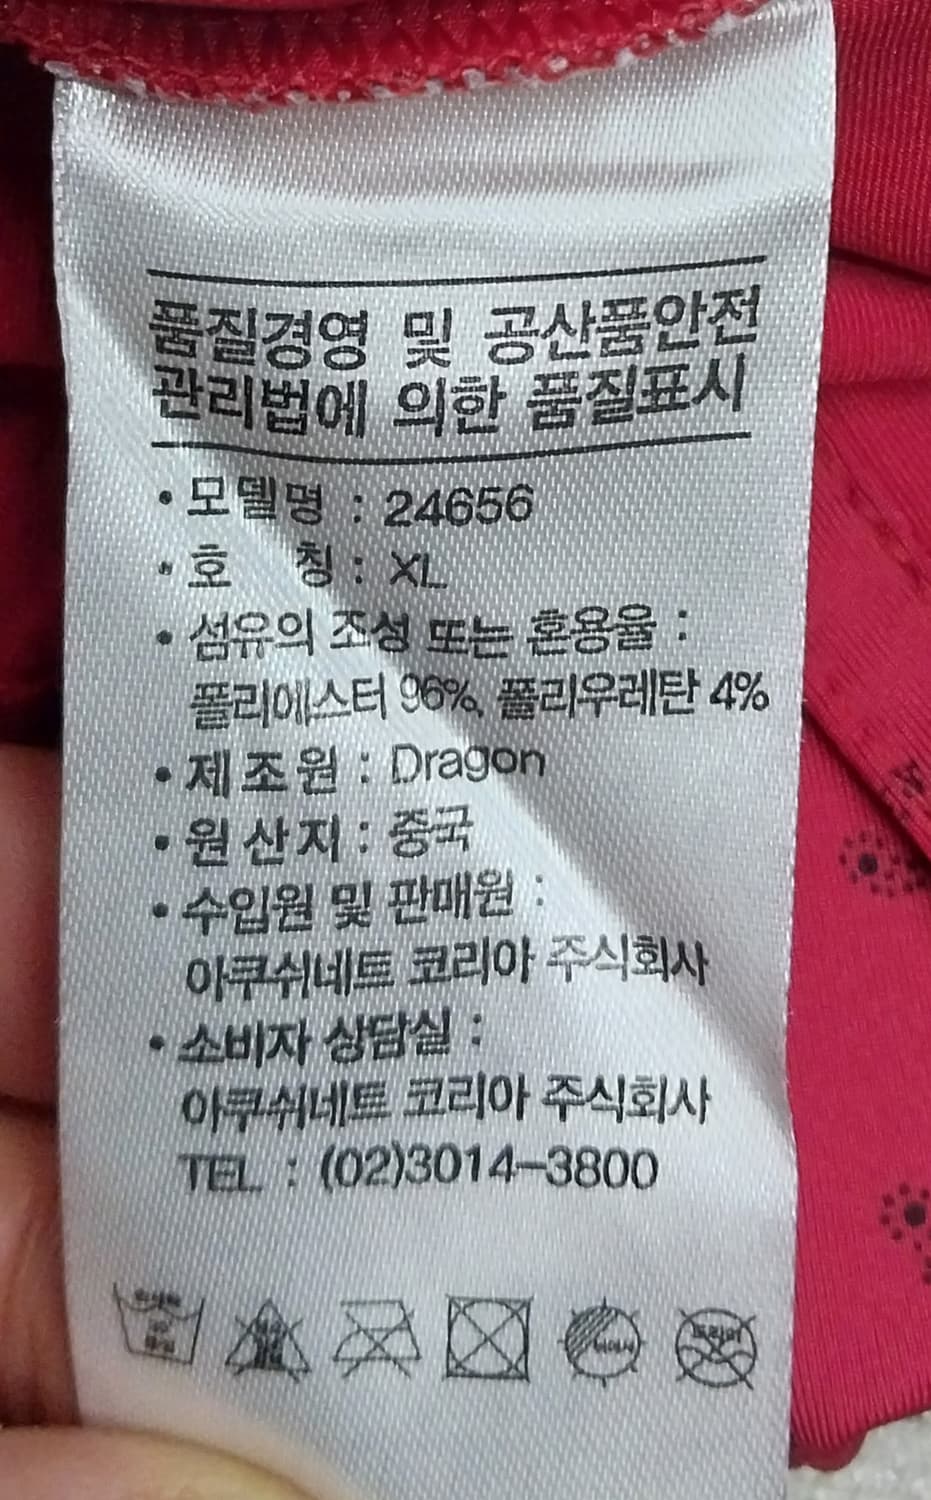 품질경영 및 공산품안전
관리법에 의한 품질표시
• 모델명 : 24656
• 호 칭 : XL
• 섬유의 조성 또는 혼용율 :
폴리에스터 96%, 폴리우레탄 4%
• 제조원 : Dragon
• 원산지 : 중국
• 수입원 및 판매원 :
아쿠쉬네트 코리아 주식회사
• 소비자 상담실 :
아쿠쉬네트 코리아 주식회사
TEL : (02)3014-3800
드라이